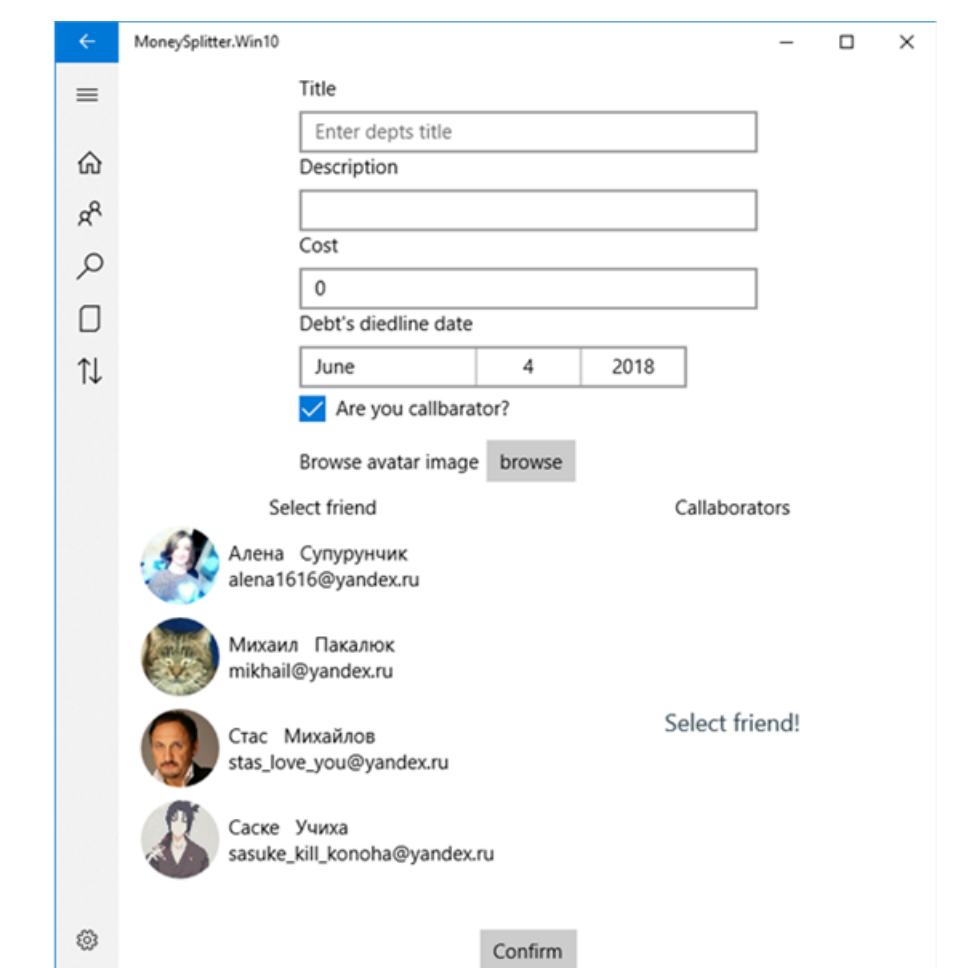 MoneySplitter.Win10
Title
Enter depts title
Description
Cost
0
Debt's diedline date
June 4 2018
Are you callbarator?
Browse avatar image browse
Select friend
Callaborators
Алена Супурунчик
alena1616@yandex.ru
Михаил Пакалюк
mikhail@yandex.ru
Стас Михайлов
stas_love_you@yandex.ru
Саске Учиха
sasuke_kill_konoha@yandex.ru
Select friend!
Confirm